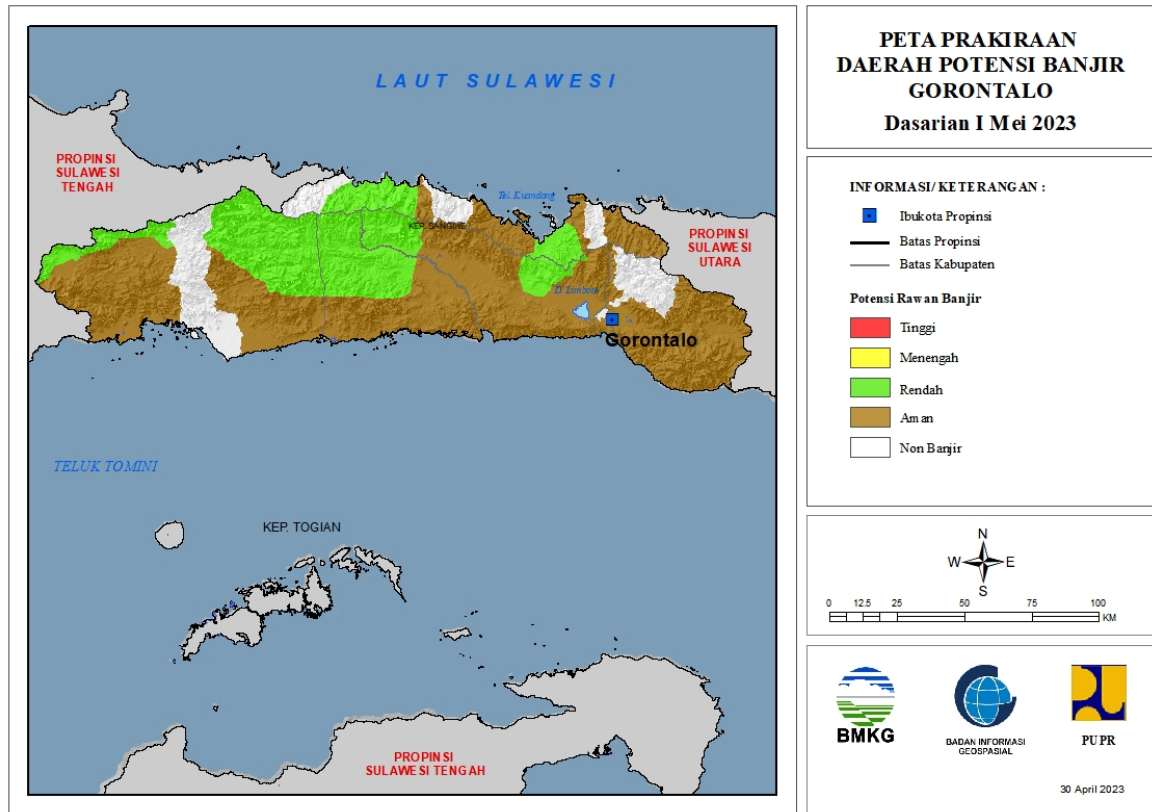 LAUT SULAWESI
PROPINSI
SULAWESI
TENGAH
Tel. Kuandang
KEP. SANGIHE
PROPINSI
SULAWESI
UTARA
D. Limboto
Gorontalo
TELUK TOMINI
KEP. TOGIAN
PROPINSI
SULAWESI TENGAH
PETA PRAKIRAAN
DAERAH POTENSI BANJIR
GORONTALO
Dasarian I Mei 2023
INFORMASI/ KETERANGAN :
Ibukota Propinsi
Batas Propinsi
Batas Kabupaten
Potensi Rawan Banjir
Tinggi
Menengah
Rendah
Aman
Non Banjir
N
W E
S
0 12.5 25 50 75 100
KM
BMKG
BADAN INFORMASI
GEOSPASIAL
PUPR
30 April 2023